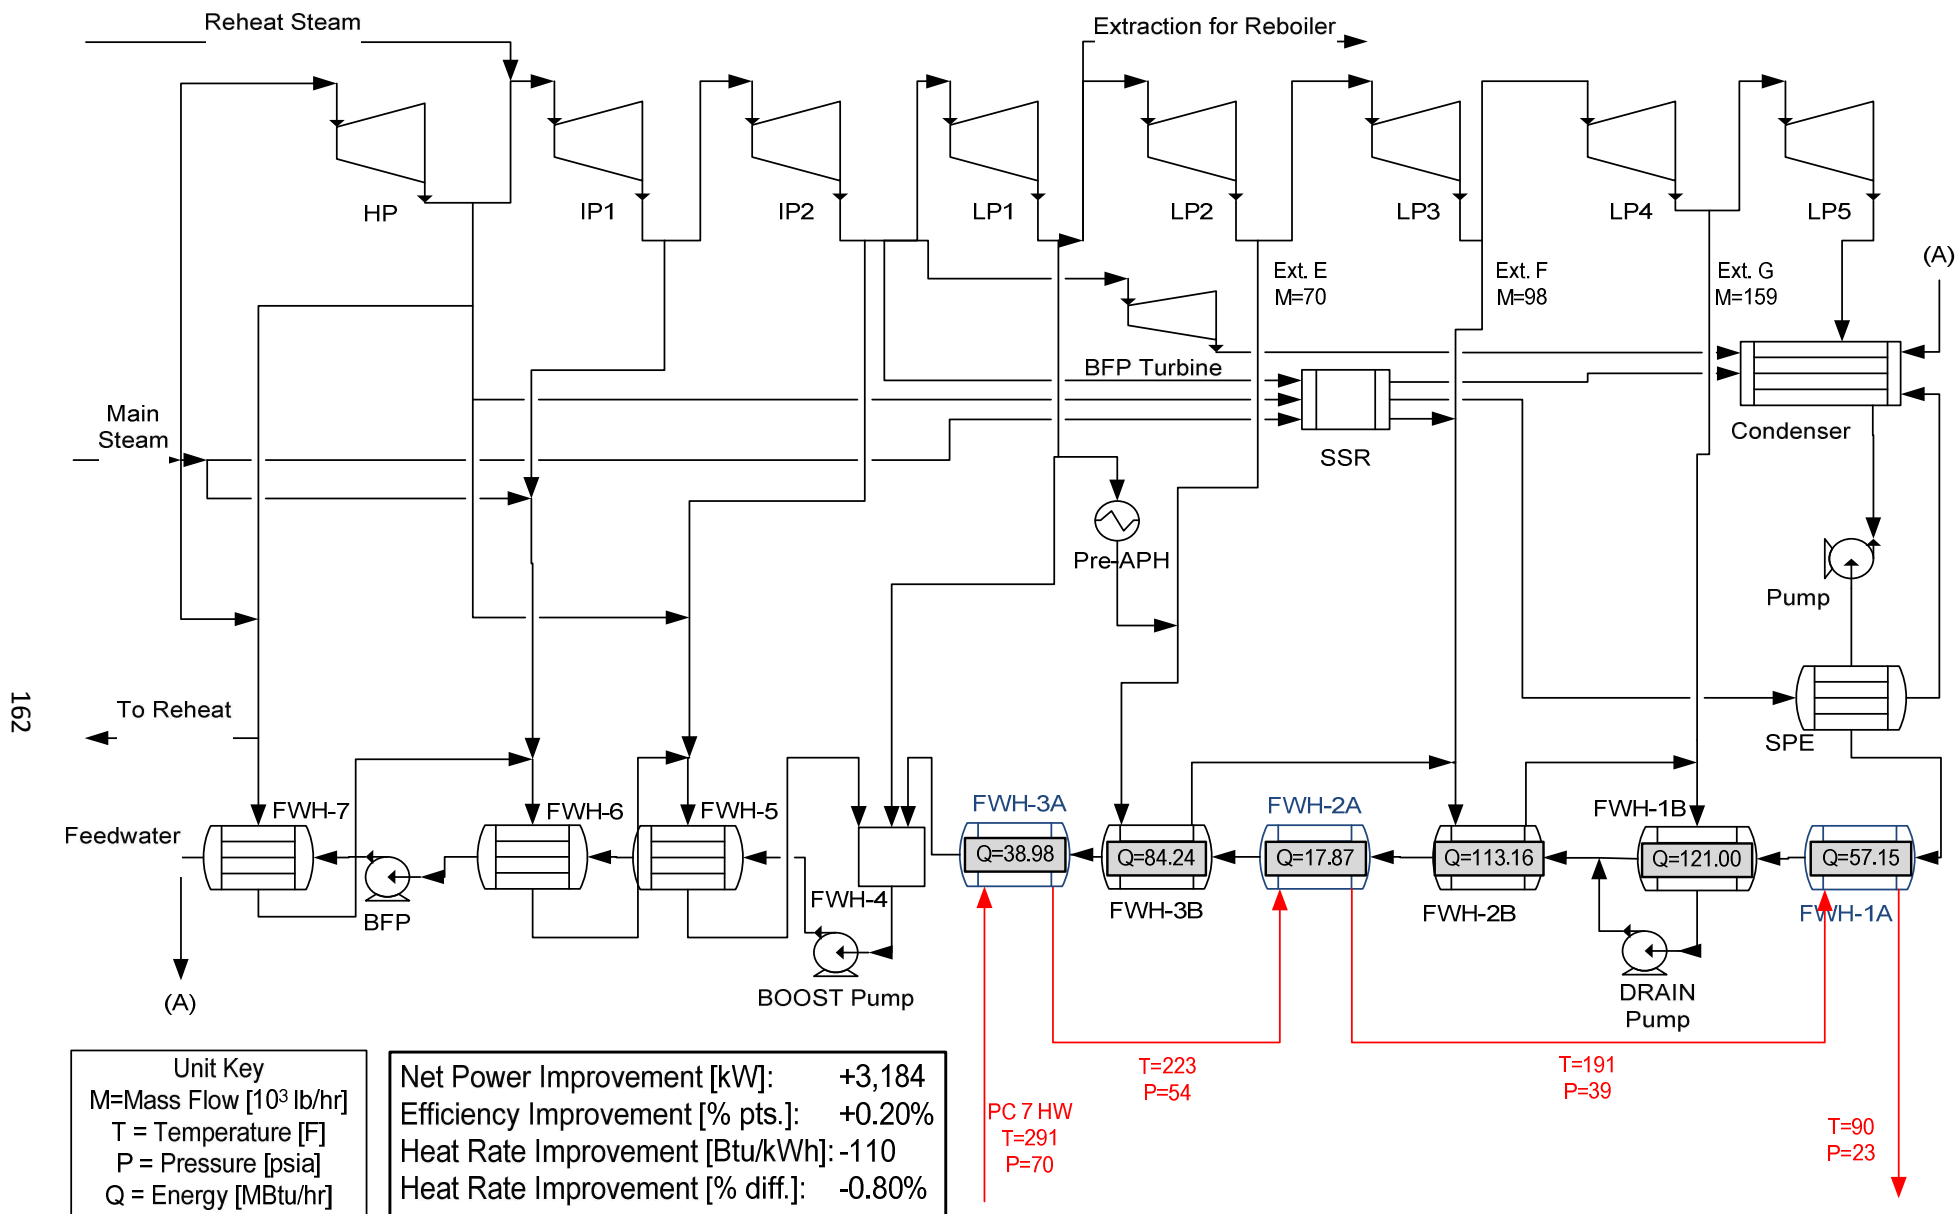 Reheat Steam
Extraction for Reboiler
HP
IP1
IP2
LP1
LP2
LP3
LP4
LP5
(A)
Ext. E
M=70
Ext. F
M=98
Ext. G
M=159
BFP Turbine
Main
Steam
SSR
Condenser
Pre-APH
Pump
162
To Reheat
SPE
FWH-7
FWH-6
FWH-5
FWH-3A
FWH-2A
FWH-1B
Feedwater
Q=38.98
Q=84.24
Q=17.87
Q=113.16
Q=121.00
Q=57.15
FWH-4
BFP
FWH-3B
FWH-2B
FWH-1A
(A)
BOOST Pump
DRAIN
Pump
Unit Key
M=Mass Flow [10³ lb/hr]
T = Temperature [F]
P = Pressure [psia]
Q = Energy [MBtu/hr]
Net Power Improvement [kW]: +3,184
Efficiency Improvement [% pts.]: +0.20%
Heat Rate Improvement [Btu/kWh]: -110
Heat Rate Improvement [% diff.]: -0.80%
PC 7 HW
T=291
P=70
T=223
P=54
T=191
P=39
T=90
P=23